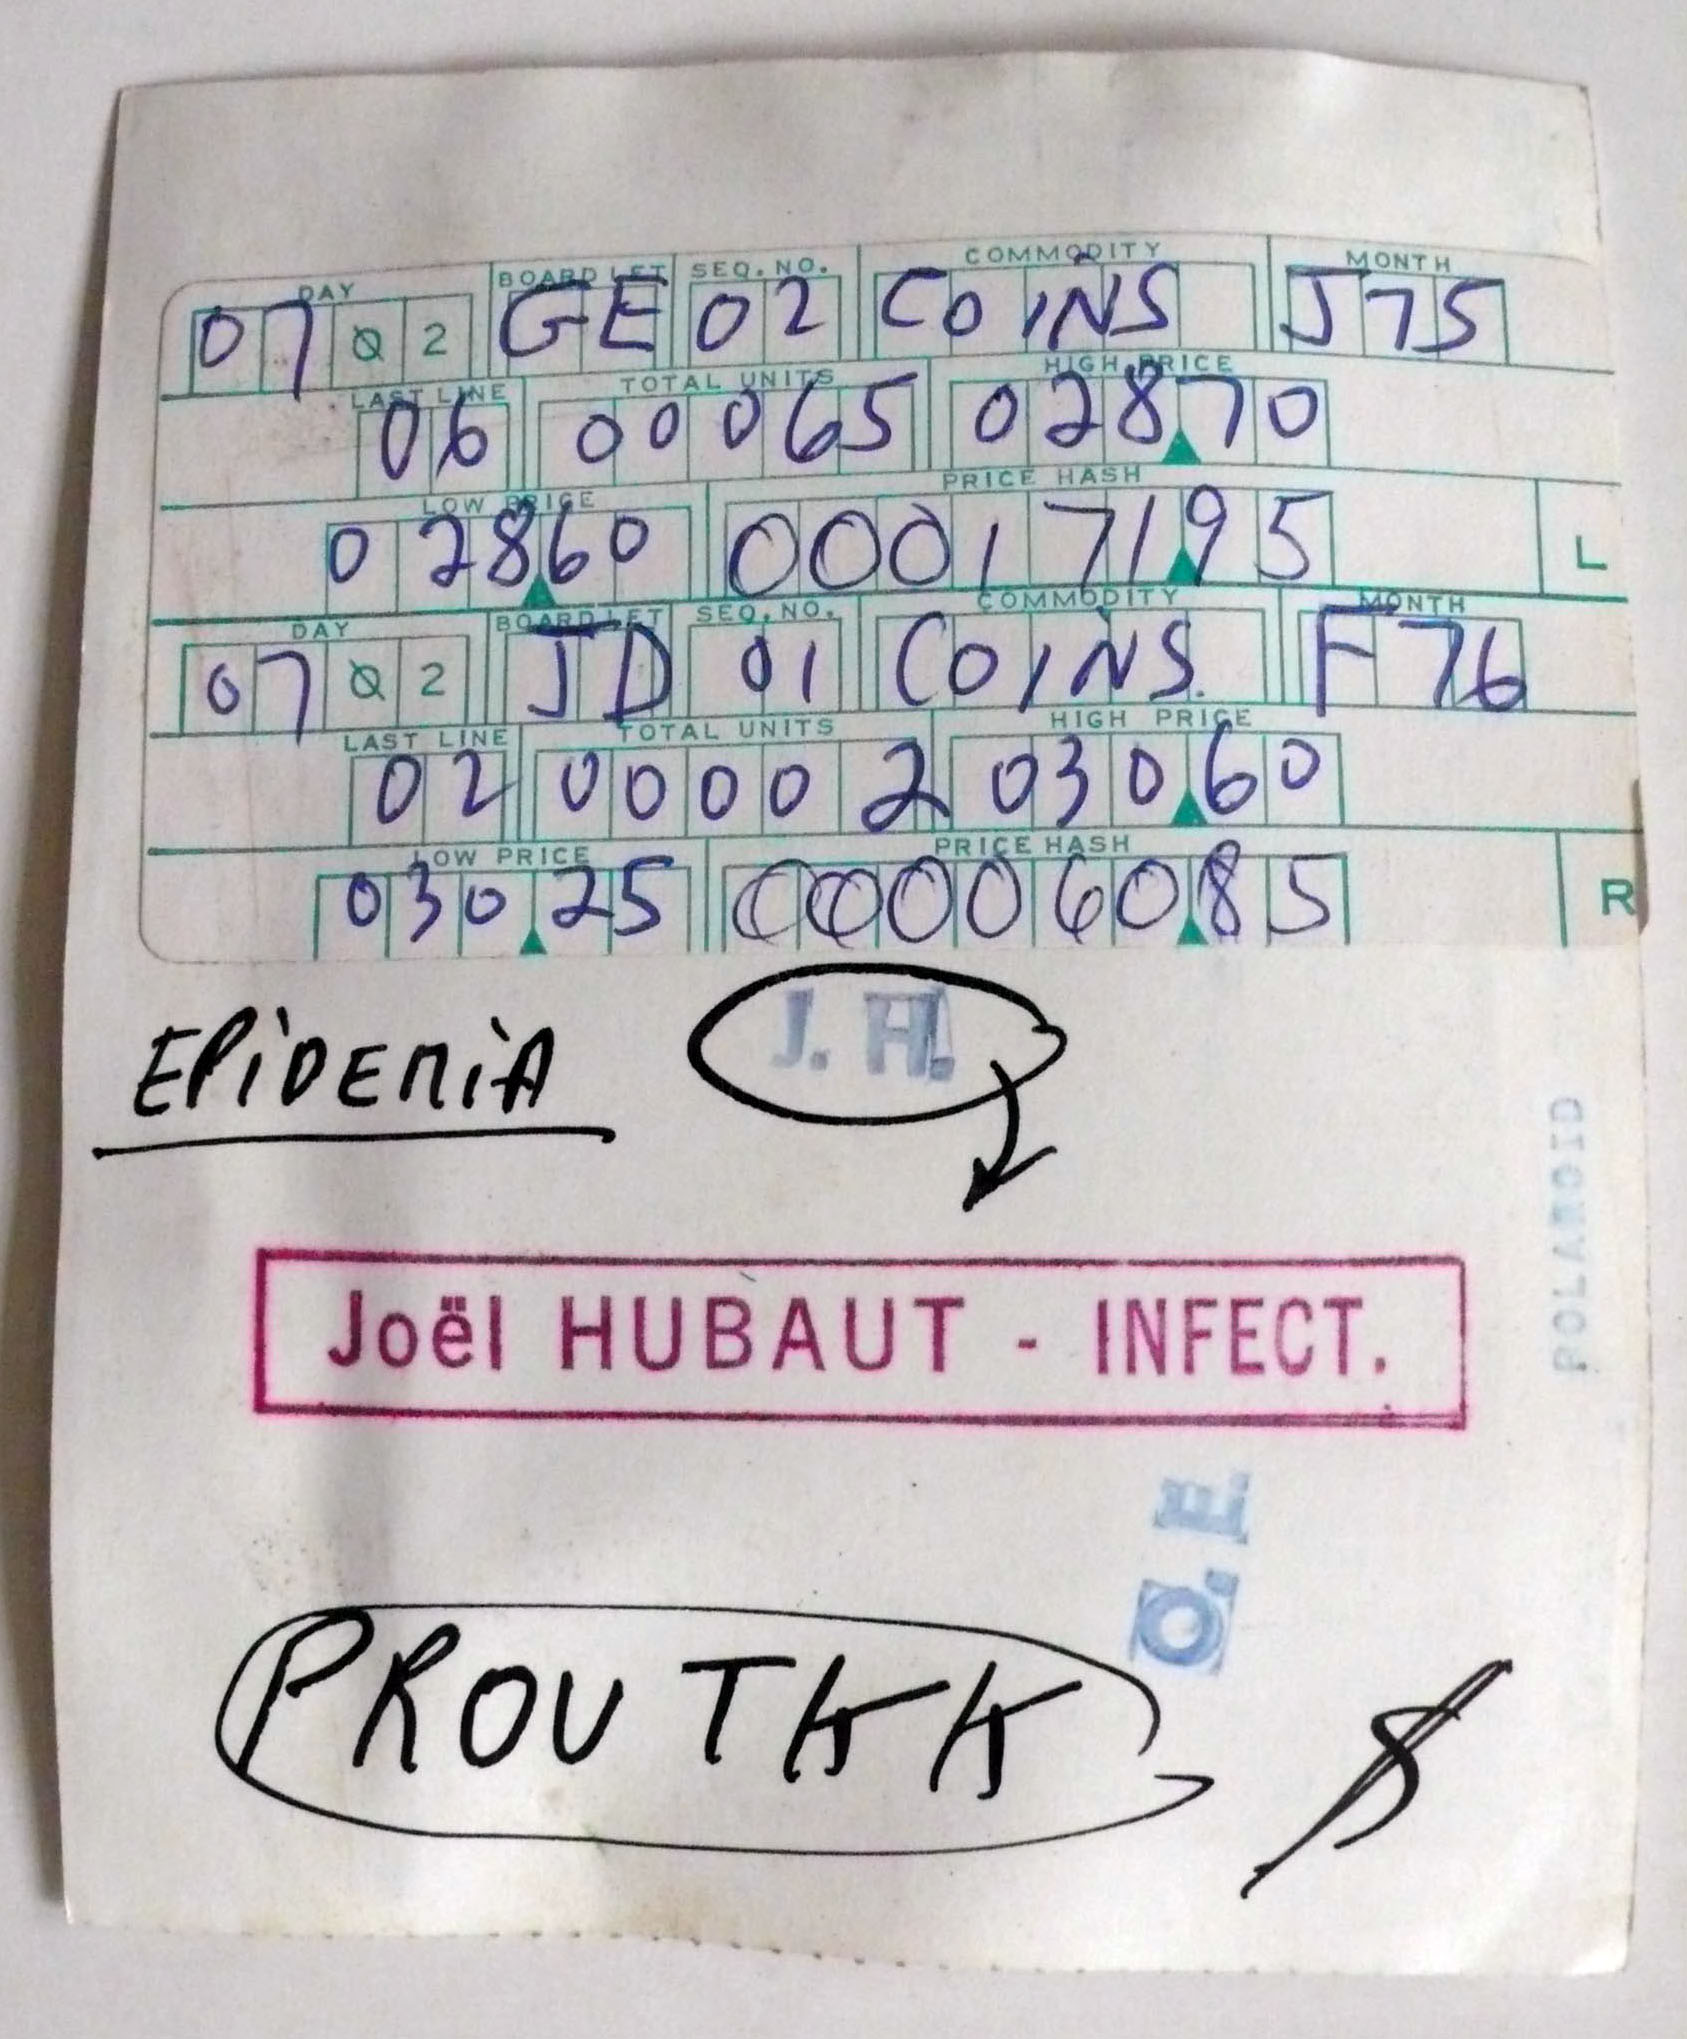 DAY BOARD LET SEQ. NO. COMMODITY MONTH
07 02 GE 02 COINS J75
LAST LINE TOTAL UNITS HIGH PRICE
06 00065 02870
LOW PRICE PRICE HASH
02860 00017195 L
DAY BOARD LET SEQ. NO. COMMODITY MONTH
07 02 JD 01 COINS. F76
LAST LINE TOTAL UNITS HIGH PRICE
02 00002 03060
LOW PRICE PRICE HASH
03025 00006085 R
EPiDEMiA J. H.
POLAROID
Joël HUBAUT - INFECT.
O. E.
PROUTKK